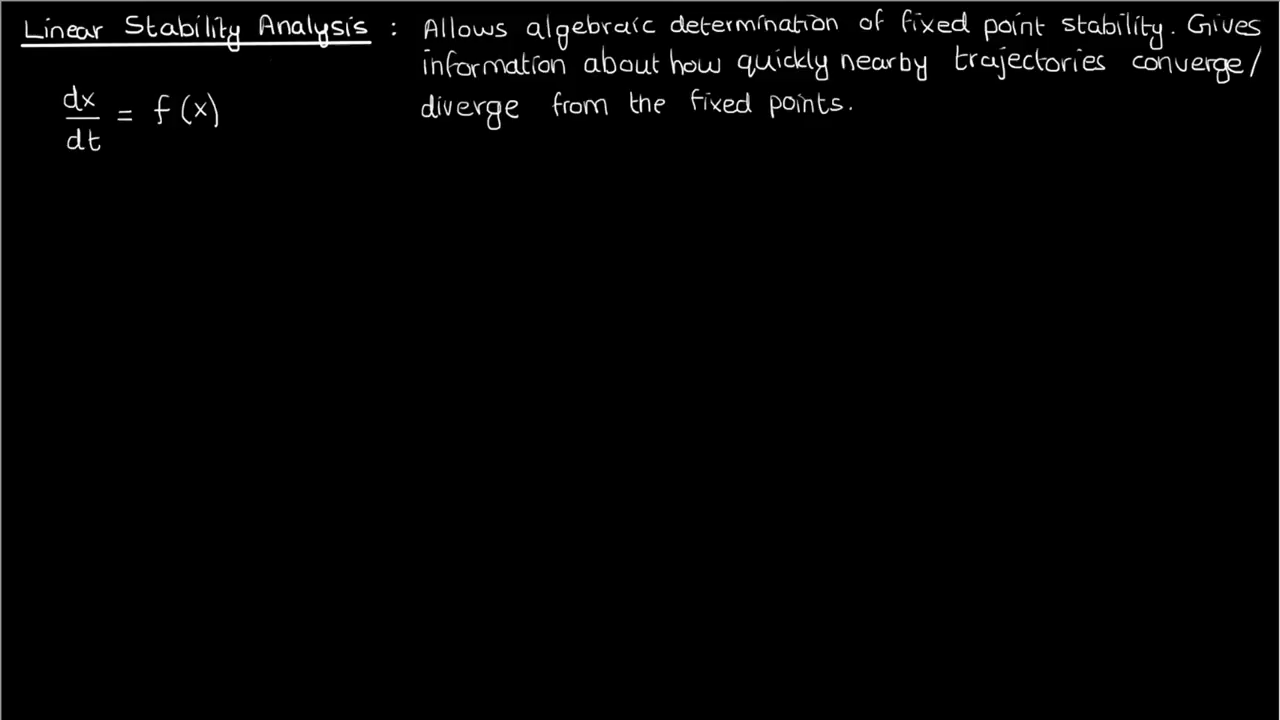 Linear Stability Analysis : Allows algebraic determination of fixed point stability. Gives
information about how quickly nearby trajectories converge/
diverge from the fixed points.
dx/dt = f(x)